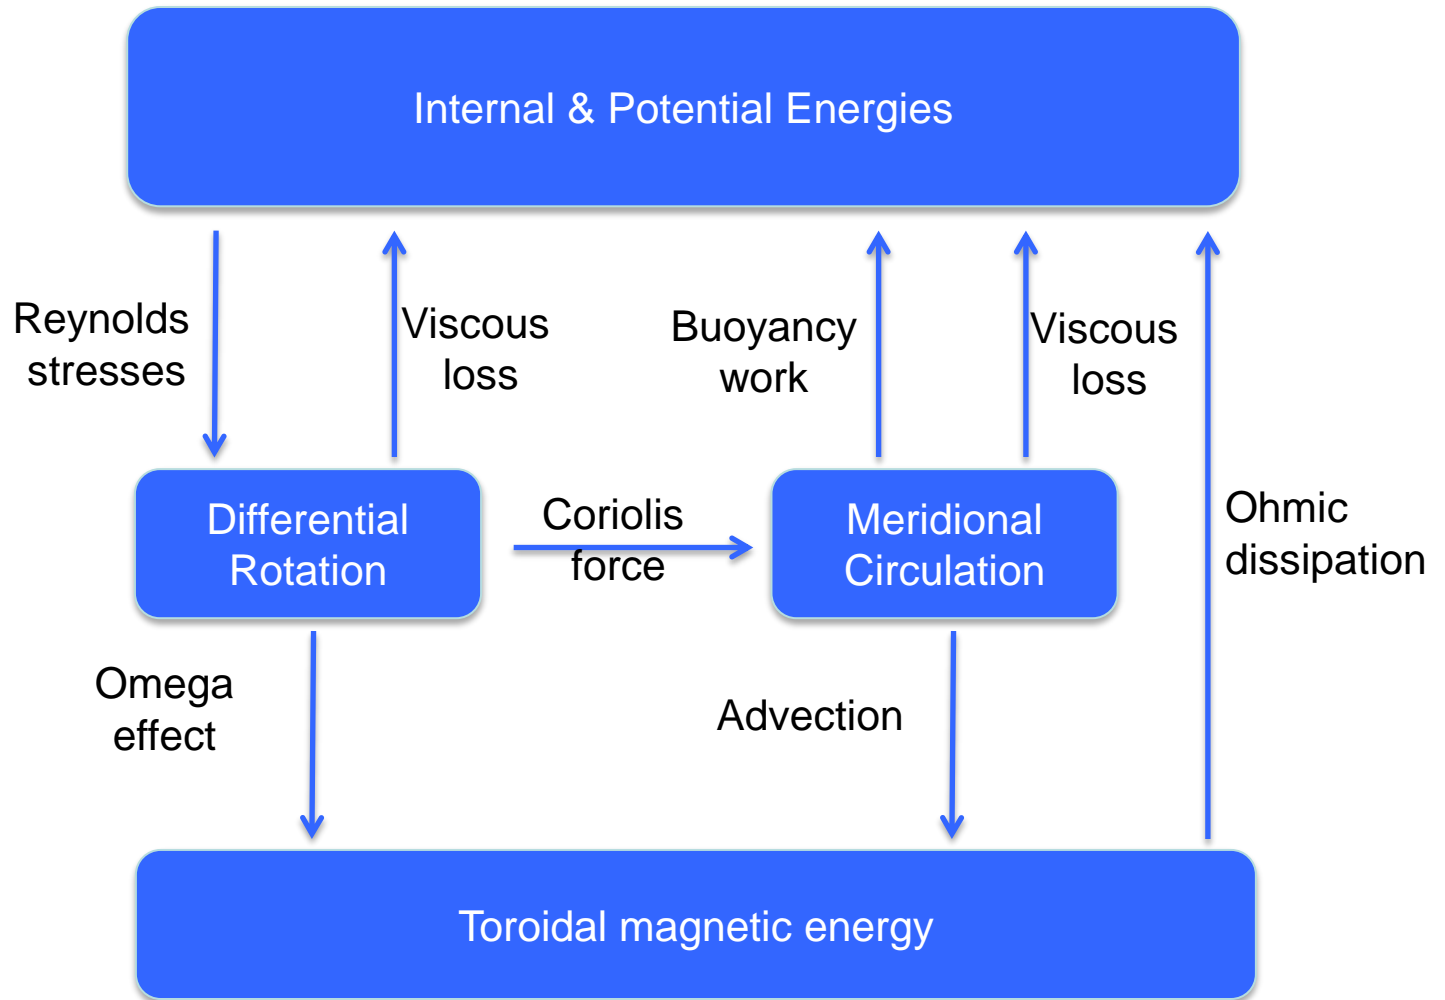 Internal & Potential Energies
Reynolds
stresses
Viscous
loss
Buoyancy
work
Viscous
loss
Differential
Rotation
Coriolis
force
Meridional
Circulation
Ohmic
dissipation
Omega
effect
Advection
Toroidal magnetic energy